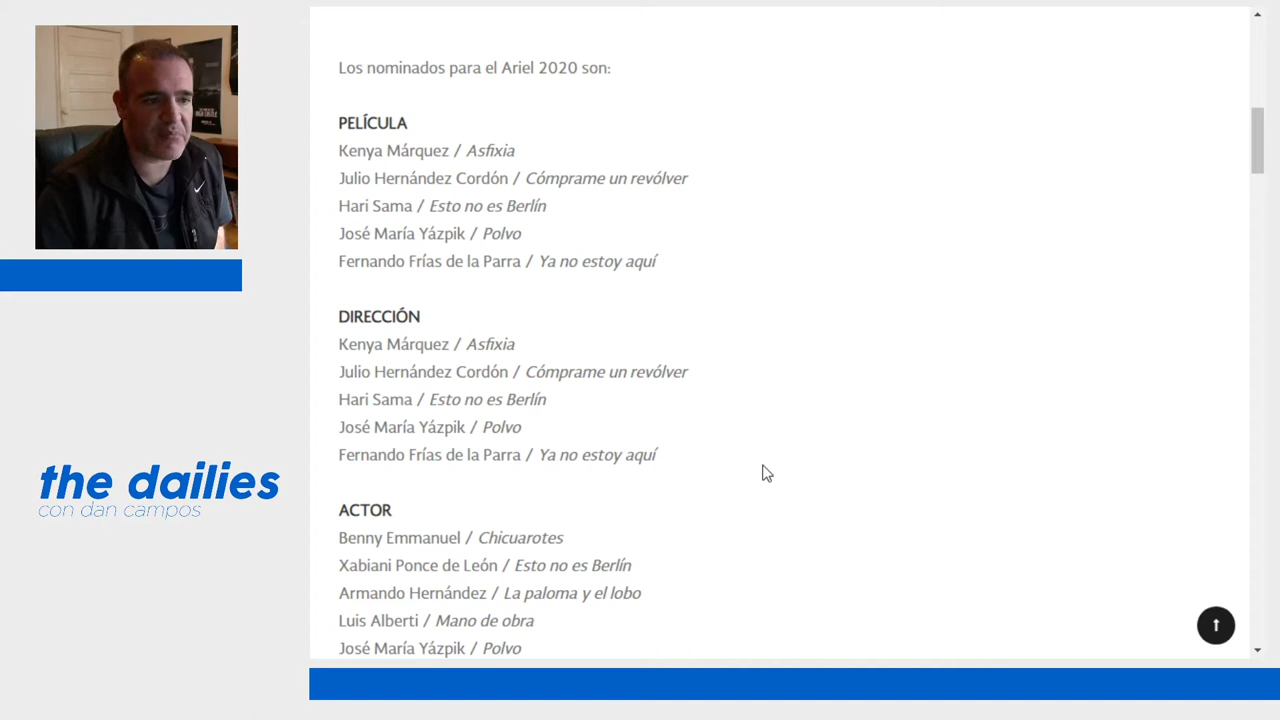 Los nominados para el Ariel 2020 son:
PELÍCULA
Kenya Márquez / Asfixia
Julio Hernández Cordón / Cómprame un revólver
Hari Sama / Esto no es Berlín
José María Yázpik / Polvo
Fernando Frías de la Parra / Ya no estoy aquí
DIRECCIÓN
Kenya Márquez / Asfixia
Julio Hernández Cordón / Cómprame un revólver
Hari Sama / Esto no es Berlín
José María Yázpik / Polvo
Fernando Frías de la Parra / Ya no estoy aquí
ACTOR
Benny Emmanuel / Chicuarotes
Xabiani Ponce de León / Esto no es Berlín
Armando Hernández / La paloma y el lobo
Luis Alberti / Mano de obra
José María Yázpik / Polvo
the dailies
con dan campos